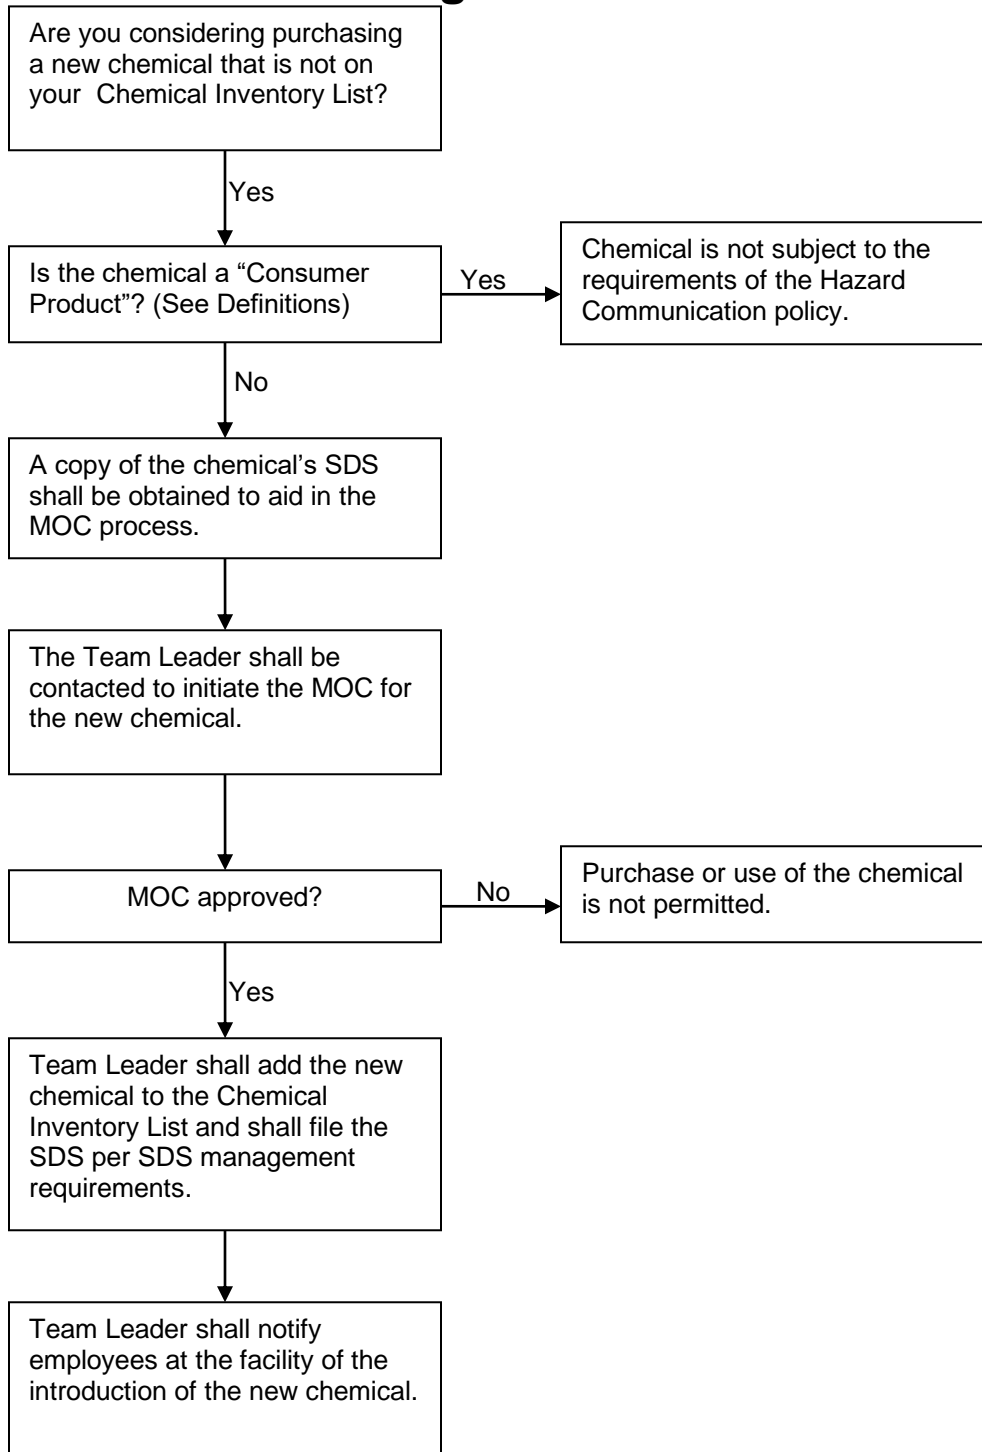 Are you considering purchasing
a new chemical that is not on
your  Chemical Inventory List?
Yes
Is the chemical a “Consumer
Product”? (See Definitions)
Yes
Chemical is not subject to the
requirements of the Hazard
Communication policy.
No
A copy of the chemical’s SDS
shall be obtained to aid in the
MOC process.
The Team Leader shall be
contacted to initiate the MOC for
the new chemical.
MOC approved?
No
Purchase or use of the chemical
is not permitted.
Yes
Team Leader shall add the new
chemical to the Chemical
Inventory List and shall file the
SDS per SDS management
requirements.
Team Leader shall notify
employees at the facility of the
introduction of the new chemical.